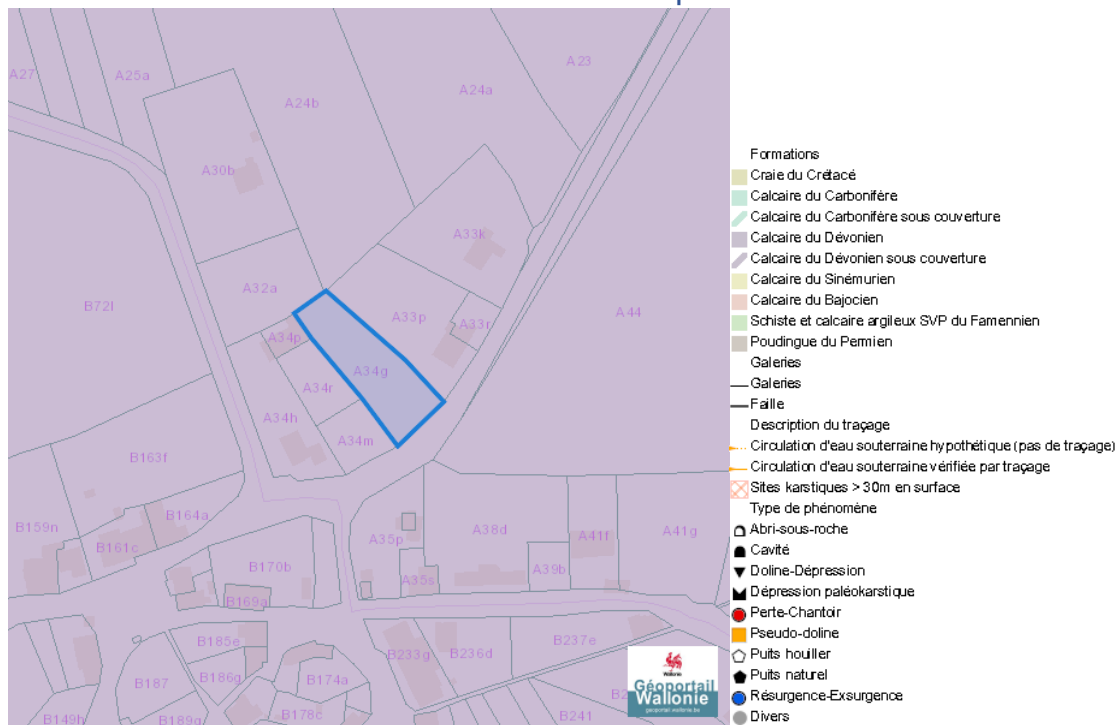 A23
A27
A25a
A24a
A24b
A30b
A33k
A32a
B72l
A33p
A44
A33r
A34p
A34g
A34r
A34h
A34m
B163f
B159n
B164a
B161c
A35p
A38d
A41f
A41g
B170b
A39b
A35s
B169a
B185e
B237e
B233g
B236d
B187
B186g
B174a
B149h
B189g
B178c
B241
Formations
Craie du Crétacé
Calcaire du Carbonifère
Calcaire du Carbonifère sous couverture
Calcaire du Dévonien
Calcaire du Dévonien sous couverture
Calcaire du Sinémurien
Calcaire du Bajocien
Schiste et calcaire argileux SVP du Famennien
Poudingue du Permien
Galeries
Galeries
Faille
Description du traçage
Circulation d'eau souterraine hypothétique (pas de traçage)
Circulation d'eau souterraine vérifiée par traçage
Sites karstiques > 30m en surface
Type de phénomène
Abri-sous-roche
Cavité
Doline-Dépression
Dépression paléokarstique
Perte-Chantoir
Pseudo-doline
Puits houiller
Puits naturel
Résurgence-Exsurgence
Divers
Wallonie
Géoportail
Wallonie
geoportail.wallonie.be